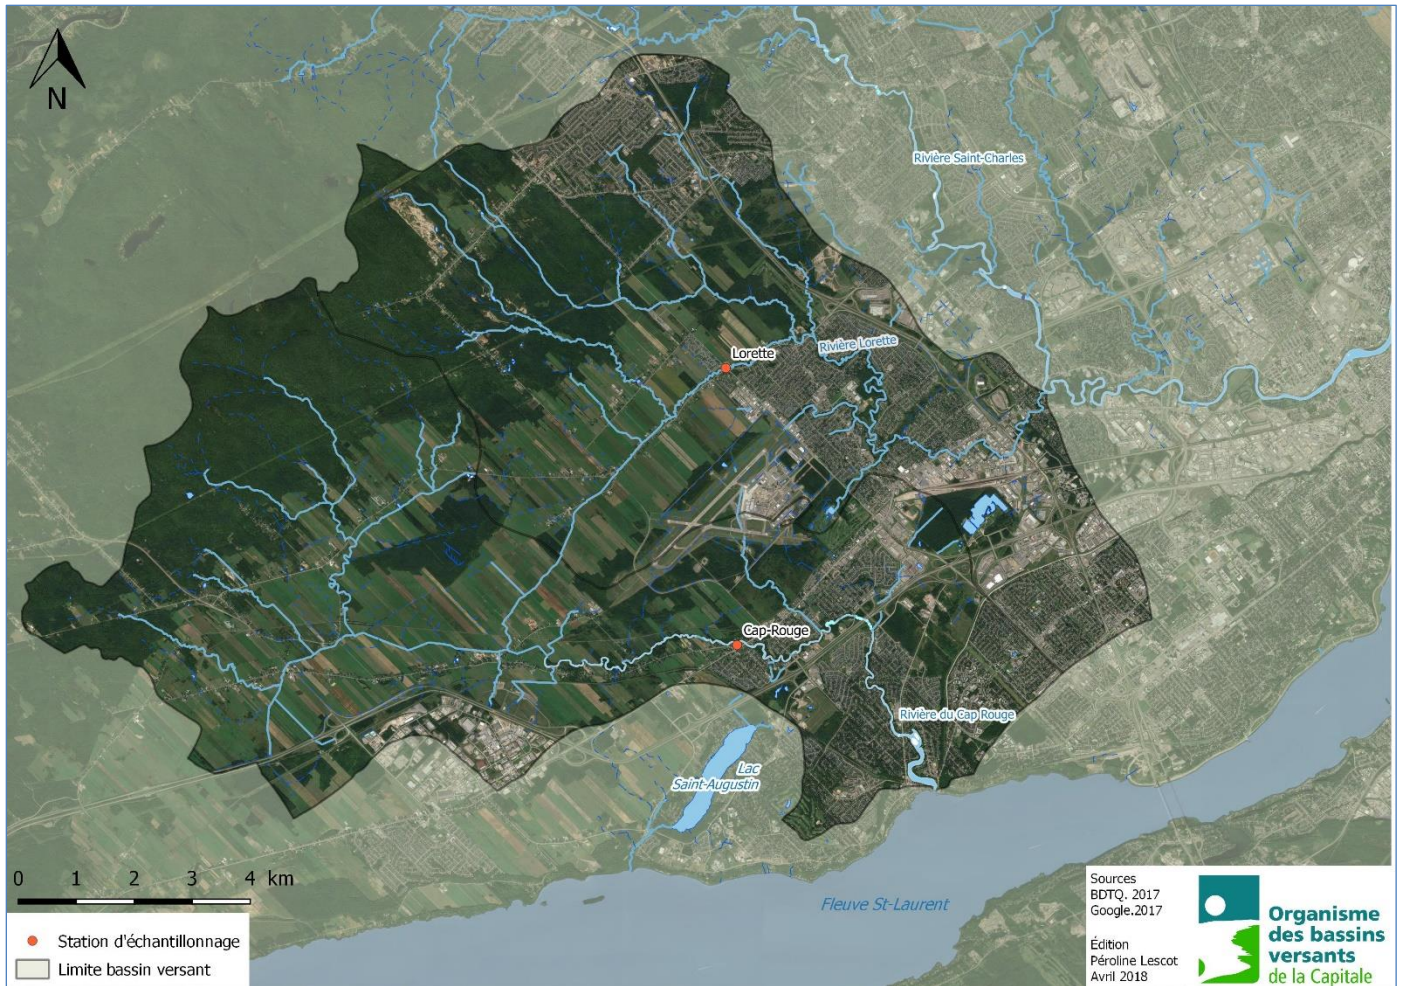 N
Rivière Saint-Charles
Lorette
Rivière Lorette
Cap-Rouge
Rivière du Cap Rouge
Lac
Saint-Augustin
Fleuve St-Laurent
0 1 2 3 4 km
Station d'échantillonnage
Limite bassin versant
Sources
BDTQ. 2017
Google.2017
Édition
Péroline Lescot
Avril 2018
Organisme
des bassins
versants
de la Capitale